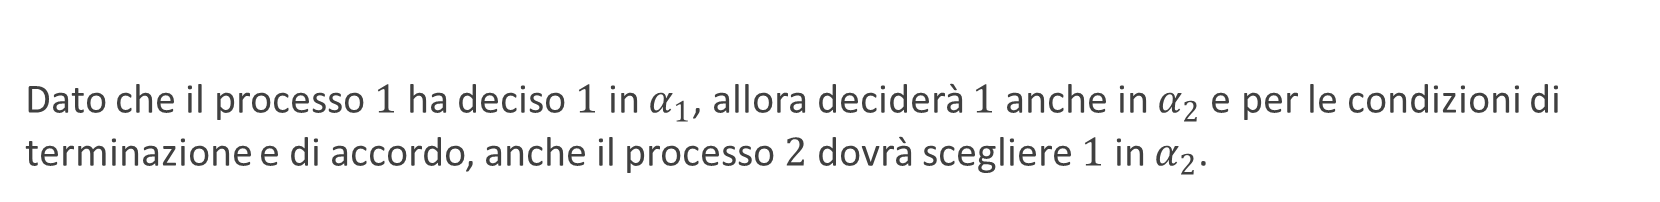 Dato che il processo 1 ha deciso 1 in α₁, allora deciderà 1 anche in α₂ e per le condizioni di
terminazione e di accordo, anche il processo 2 dovrà scegliere 1 in α₂.